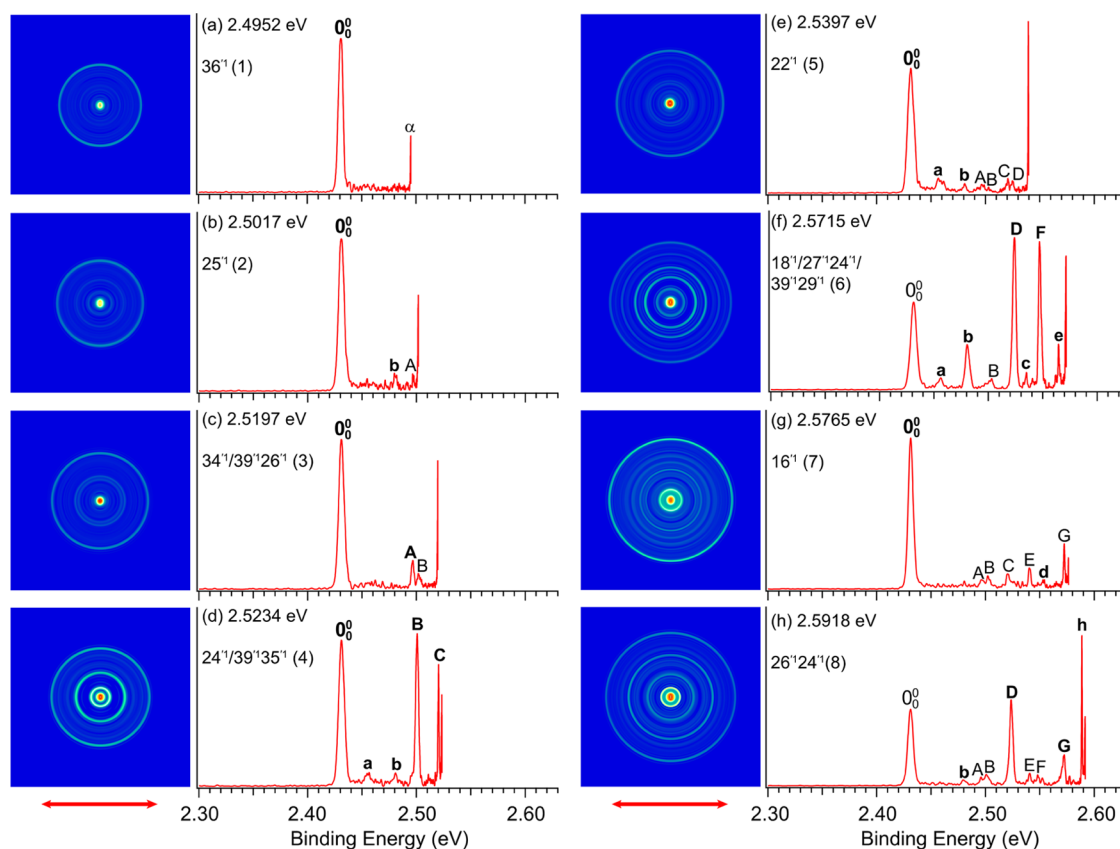 (a) 2.4952 eV
0⁰₀
36'¹ (1)
α
(b) 2.5017 eV
0⁰₀
25'¹ (2)
b
A
(c) 2.5197 eV
0⁰₀
34'¹/39'¹26'¹ (3)
A
B
(d) 2.5234 eV
0⁰₀
24'¹/39'¹35'¹ (4)
B
C
a
b
2.30 2.40 2.50 2.60
Binding Energy (eV)
(e) 2.5397
0⁰₀
22'¹ (5)
a
b
A
B
C
D
(f) 2.5715 eV
D
F
18'¹/27'¹24'¹/
39'¹29'¹ (6)
0⁰₀
a
b
B
c
e
(g) 2.5765 eV
0⁰₀
16'¹ (7)
A
B
C
E
d
G
(h) 2.5918 eV
h
26'¹24'¹(8)
0⁰₀
D
b
A
B
E
F
G
2.30 2.40 2.50 2.60
Binding Energy (eV)